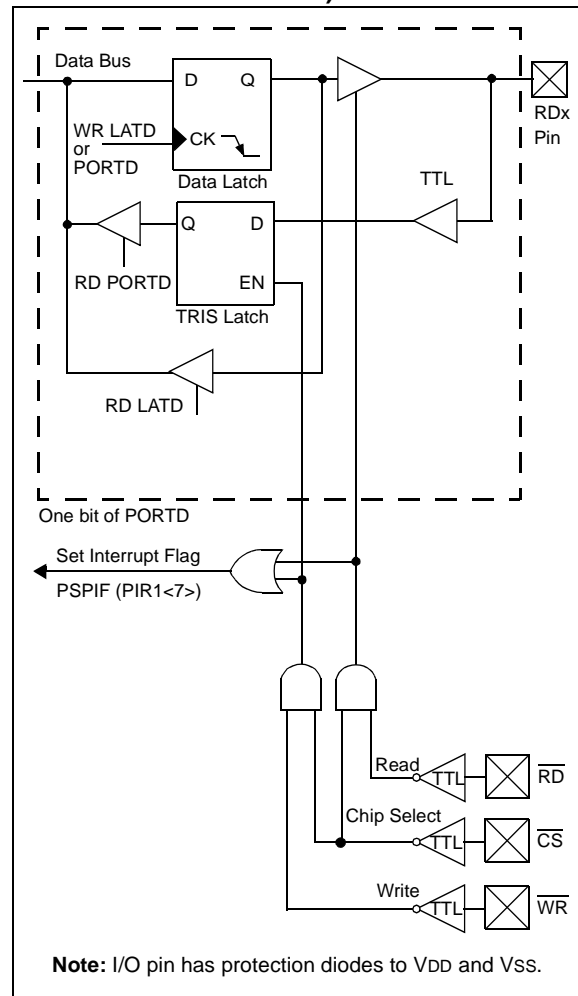 Data Bus
D Q
RDx
Pin
WR LATD
or
PORTD
CK
Data Latch
TTL
Q D
RD PORTD
EN
TRIS Latch
RD LATD
One bit of PORTD
Set Interrupt Flag
PSPIF (PIR1<7>)
Read
TTL
RD
Chip Select
TTL
CS
Write
TTL
WR
Note: I/O pin has protection diodes to VDD and VSS.